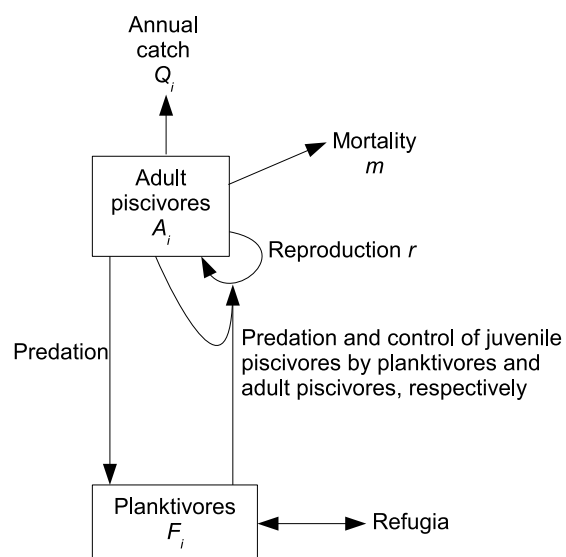 Annual
catch
Q_i
Mortality
m
Adult
piscivores
A_i
Reproduction r
Predation
Predation and control of juvenile
piscivores by planktivores and
adult piscivores, respectively
Planktivores
F_i
Refugia